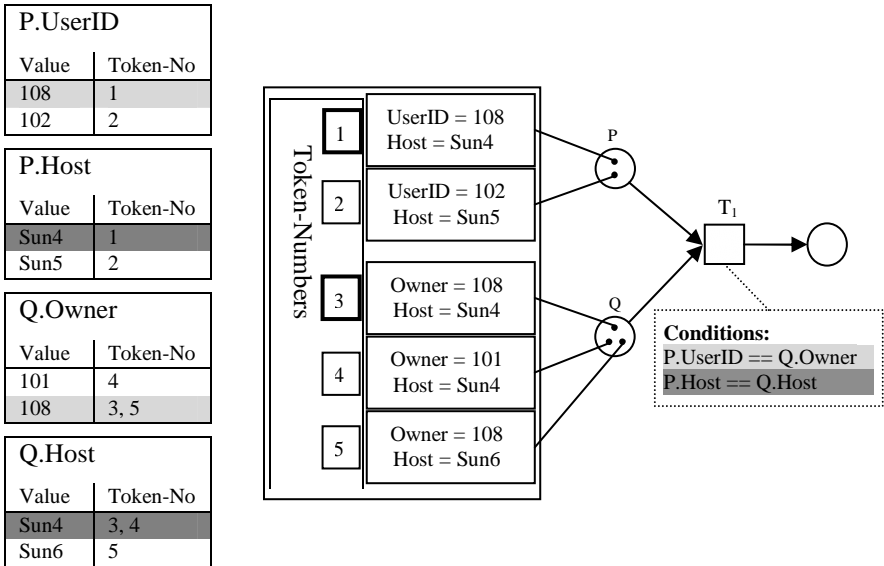 P.UserID
Value Token-No
108 1
102 2
P.Host
Value Token-No
Sun4 1
Sun5 2
Q.Owner
Value Token-No
101 4
108 3, 5
Q.Host
Value Token-No
Sun4 3, 4
Sun6 5
Token-Numbers
1
UserID = 108
Host = Sun4
2
UserID = 102
Host = Sun5
3
Owner = 108
Host = Sun4
4
Owner = 101
Host = Sun4
5
Owner = 108
Host = Sun6
P
Q
T₁
Conditions:
P.UserID == Q.Owner
P.Host == Q.Host